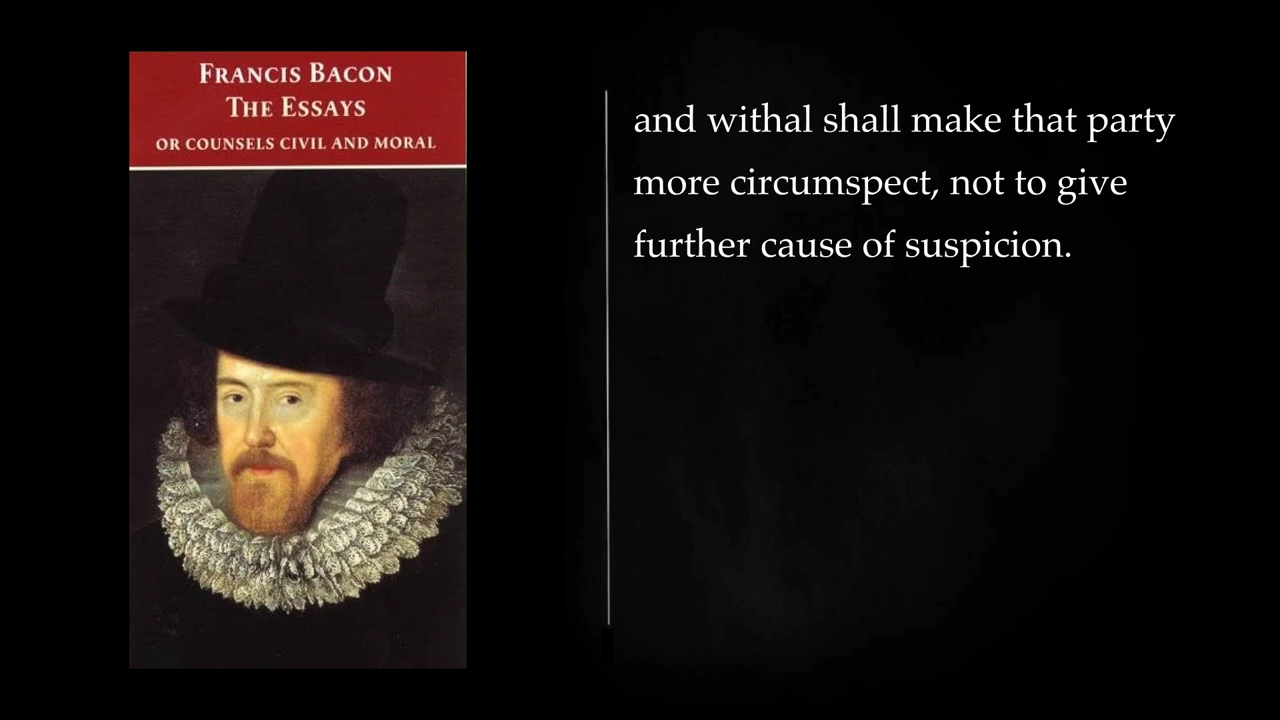 FRANCIS BACON
THE ESSAYS
OR COUNSELS CIVIL AND MORAL
and withal shall make that party
more circumspect, not to give
further cause of suspicion.